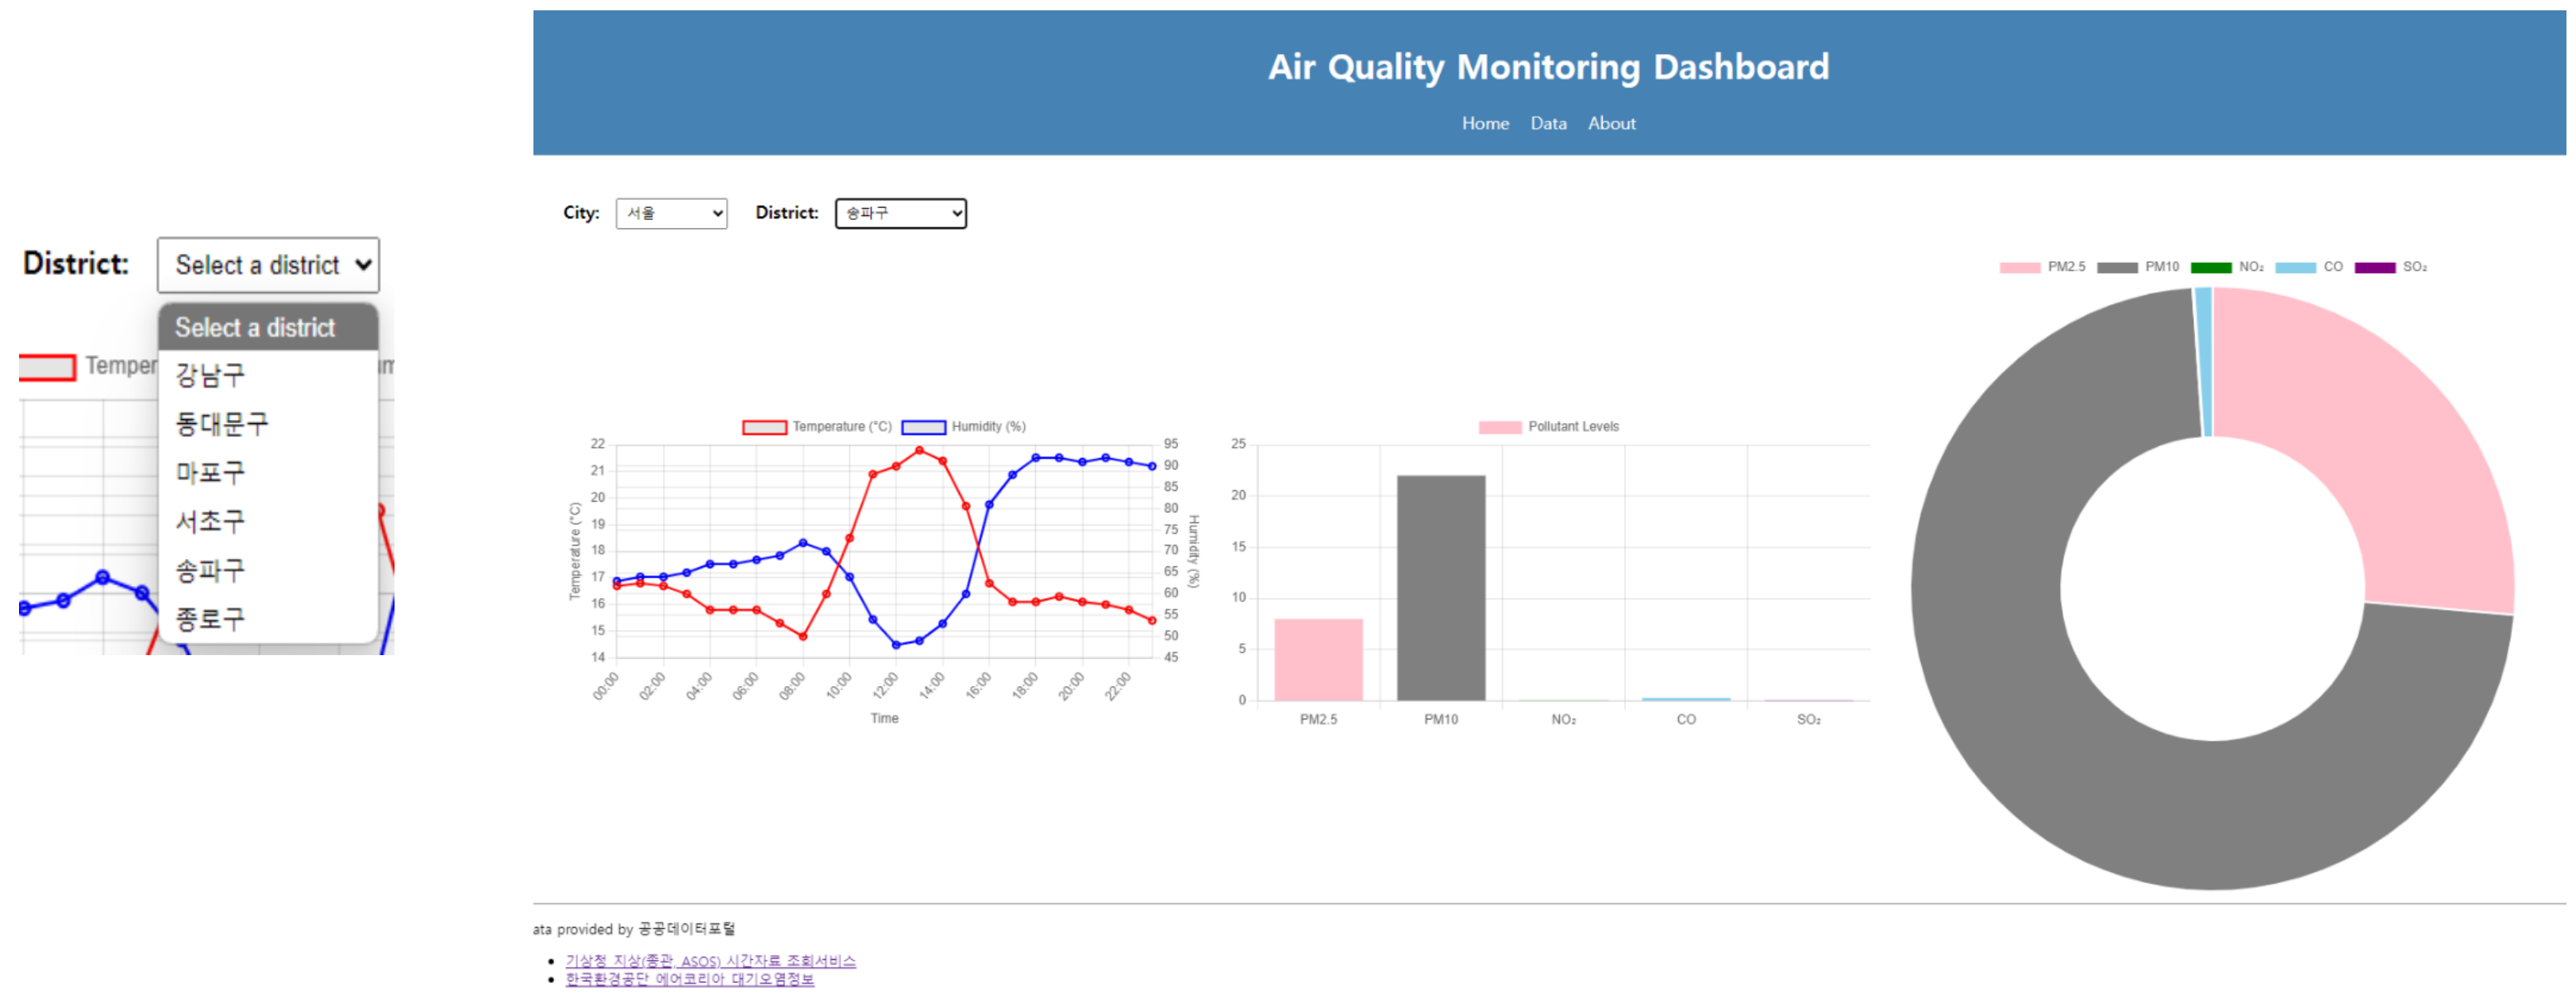 District:
Select a district
Select a district
강남구
동대문구
마포구
서초구
송파구
종로구
Temper
um
Air Quality Monitoring Dashboard
Home Data About
City: 서울 District: 송파구
Temperature (°C) Humidity (%)
Temperature (°C)
22
21
20
19
18
17
16
15
14
95
90
85
80
75
70
65
60
55
50
45
Humidity (%)
00:00 02:00 04:00 06:00 08:00 10:00 12:00 14:00 16:00 18:00 20:00 22:00
Time
Pollutant Levels
25
20
15
10
5
0
PM2.5 PM10 NO₂ CO SO₂
PM2.5 PM10 NO₂ CO SO₂
ata provided by 공공데이터포털
기상청 지상(종관, ASOS) 시간자료 조회서비스
한국환경공단 에어코리아 대기오염정보